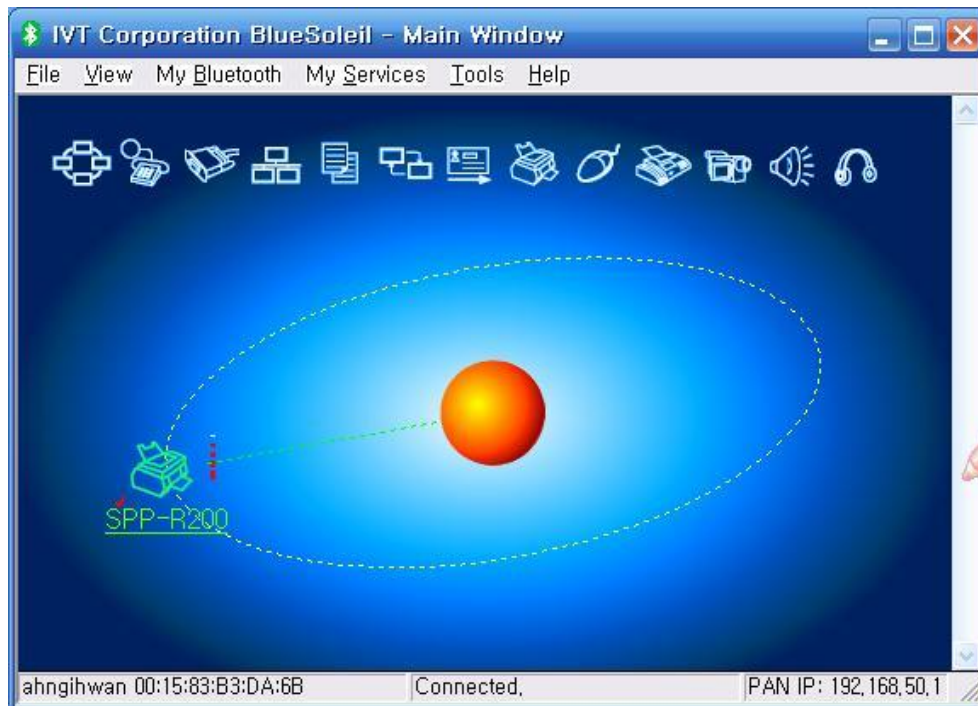 IVT Corporation BlueSoleil - Main Window
File View My Bluetooth My Services Tools Help
SPP-R200
ahngihwan 00:15:83:B3:DA:6B Connected, PAN IP: 192,168,50,1